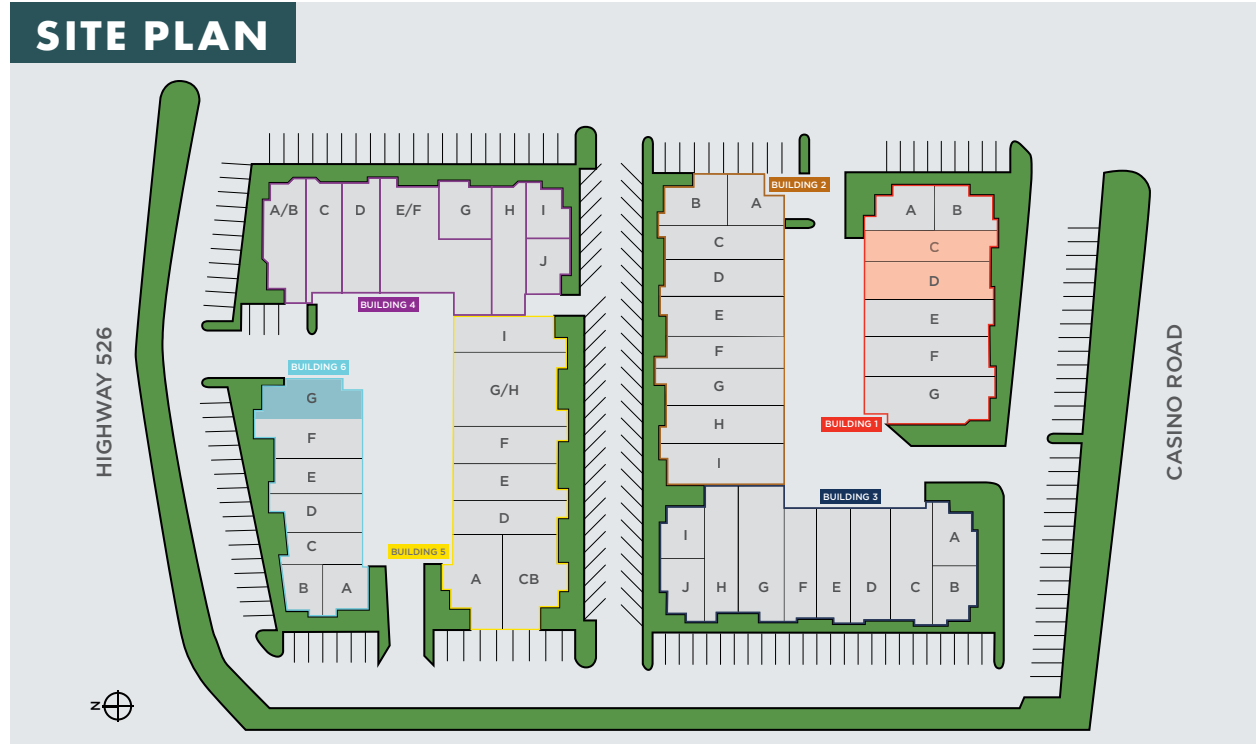 SITE PLAN
HIGHWAY 526
CASINO ROAD
BUILDING 4
A/B
C
D
E/F
G
H
I
J
BUILDING 6
G
F
E
D
C
B
A
BUILDING 5
I
G/H
F
E
D
A
CB
BUILDING 2
B
A
C
D
E
F
G
H
I
BUILDING 1
A
B
C
D
E
F
G
BUILDING 3
I
J
H
G
F
E
D
C
A
B
N